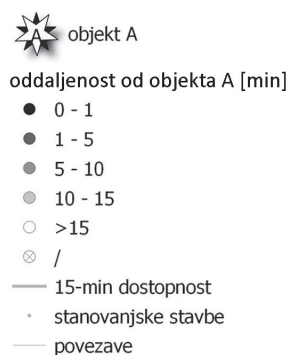 A objekt A
oddaljenost od objekta A [min]
0 - 1
1 - 5
5 - 10
10 - 15
>15
/
15-min dostopnost
stanovanjske stavbe
povezave